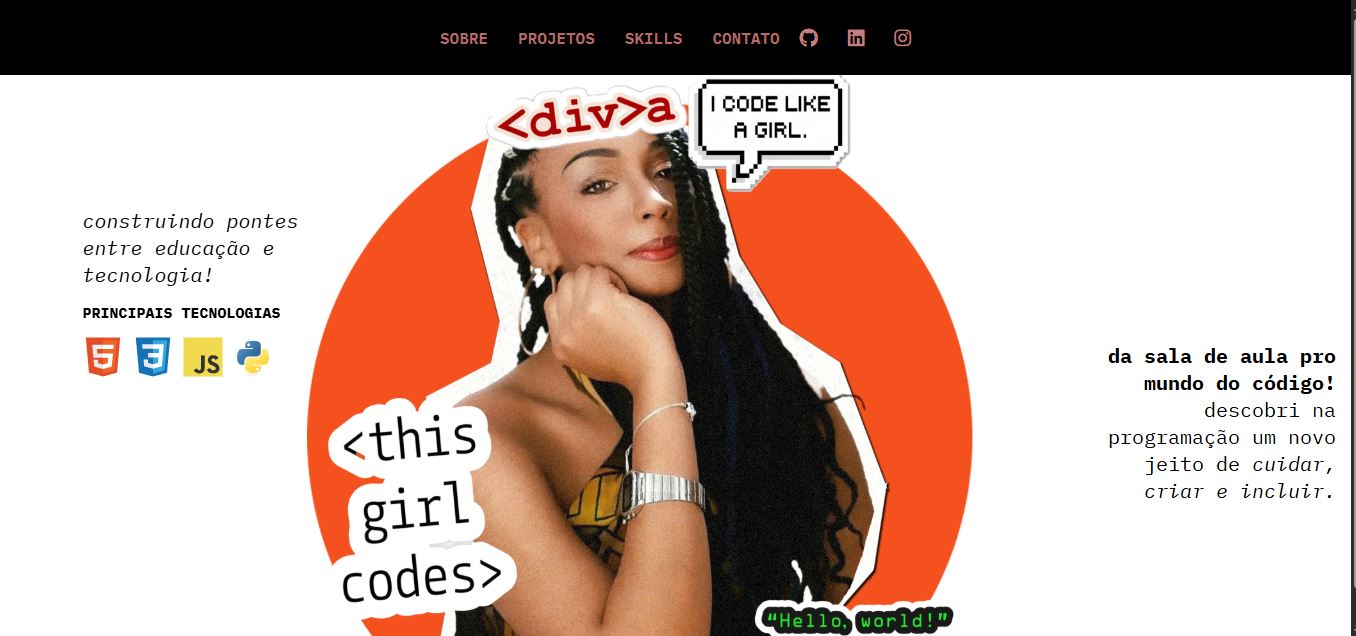 SOBRE PROJETOS SKILLS CONTATO
<div>a
I CODE LIKE
A GIRL.
construindo pontes
entre educação e
tecnologia!
PRINCIPAIS TECNOLOGIAS
5 3 JS
<this
girl
codes>
da sala de aula pro
mundo do código!
descobri na
programação um novo
jeito de cuidar,
criar e incluir.
“Hello, world!”